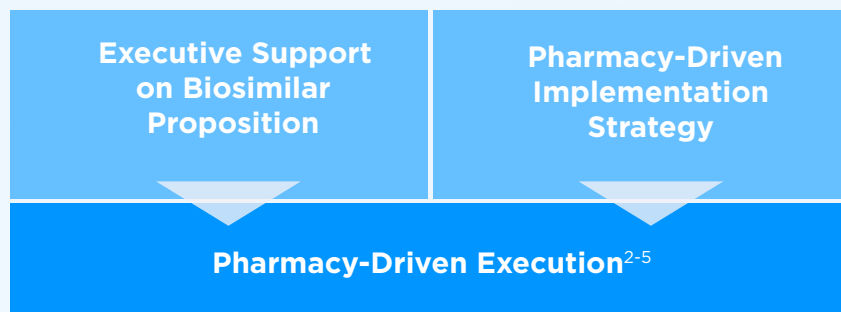 Executive Support
on Biosimilar
Proposition
Pharmacy-Driven
Implementation
Strategy
Pharmacy-Driven Execution2-5